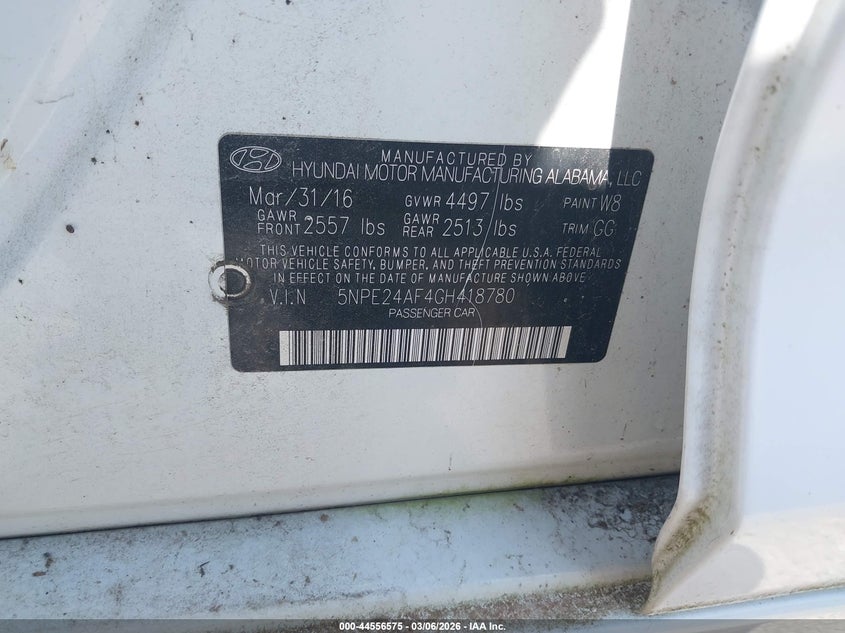 MANUFACTURED BY
HYUNDAI MOTOR MANUFACTURING ALABAMA, LLC
Mar/31/16 GVWR 4497 lbs PAINT W8
GAWR FRONT 2557 lbs GAWR REAR 2513 lbs TRIM GG
THIS VEHICLE CONFORMS TO ALL APPLICABLE U.S.A. FEDERAL
MOTOR VEHICLE SAFETY, BUMPER, AND THEFT PREVENTION STANDARDS
IN EFFECT ON THE DATE OF MANUFACTURE SHOWN ABOVE
V.I.N 5NPE24AF4GH418780
PASSENGER CAR
000-44556575 — 03/06/2026 — IAA Inc.